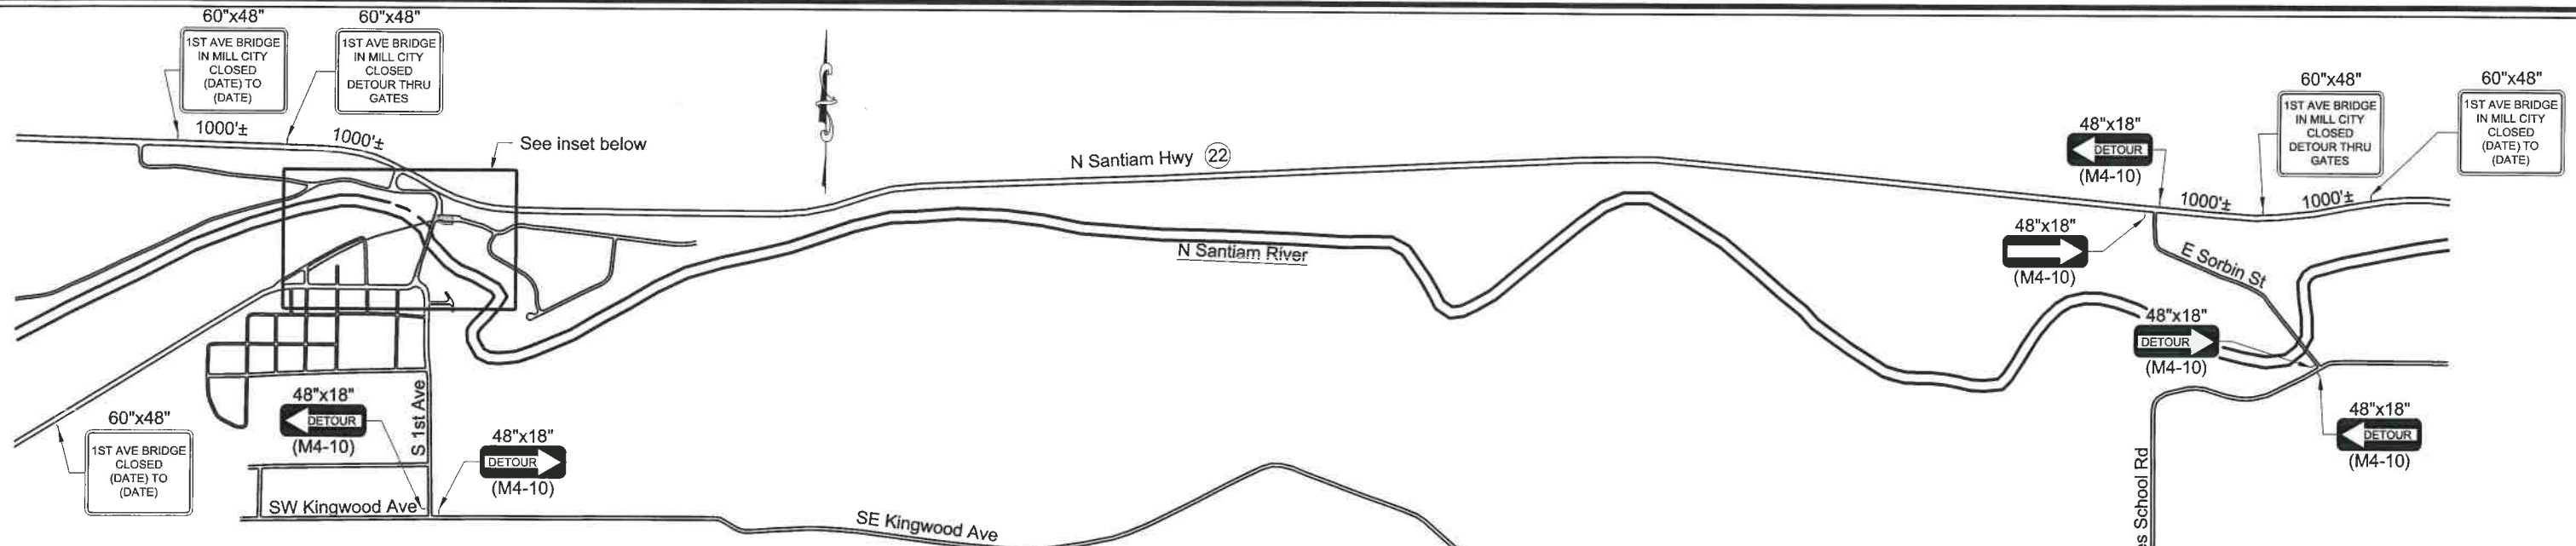 60"x48"
1ST AVE BRIDGE
IN MILL CITY
CLOSED
(DATE) TO
(DATE)
60"x48"
1ST AVE BRIDGE
IN MILL CITY
CLOSED
DETOUR THRU
GATES
1000'±
1000'±
See inset below
N Santiam Hwy 22
N Santiam River
48"x18"
DETOUR
(M4-10)
60"x48"
1ST AVE BRIDGE
IN MILL CITY
CLOSED
DETOUR THRU
GATES
60"x48"
1ST AVE BRIDGE
IN MILL CITY
CLOSED
(DATE) TO
(DATE)
1000'±
1000'±
48"x18"
(M4-10)
E Sorbin St
48"x18"
DETOUR
(M4-10)
48"x18"
DETOUR
(M4-10)
60"x48"
1ST AVE BRIDGE
CLOSED
(DATE) TO
(DATE)
48"x18"
DETOUR
(M4-10)
S 1st Ave
48"x18"
DETOUR
(M4-10)
SW Kingwood Ave
SE Kingwood Ave
es School Rd